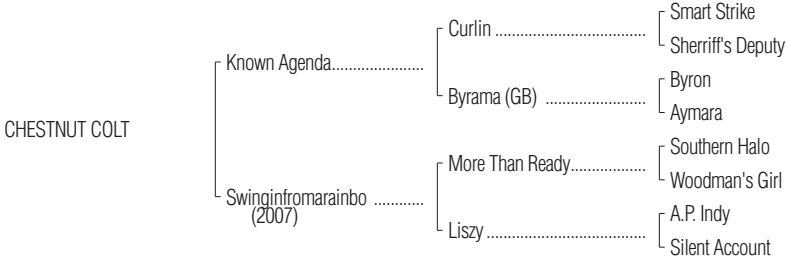 Smart Strike
Curlin
Sherriff's Deputy
Known Agenda
Byron
Byrama (GB)
Aymara
CHESTNUT COLT
Southern Halo
More Than Ready
Woodman's Girl
Swinginfromarainbo
(2007)
A.P. Indy
Liszy
Silent Account